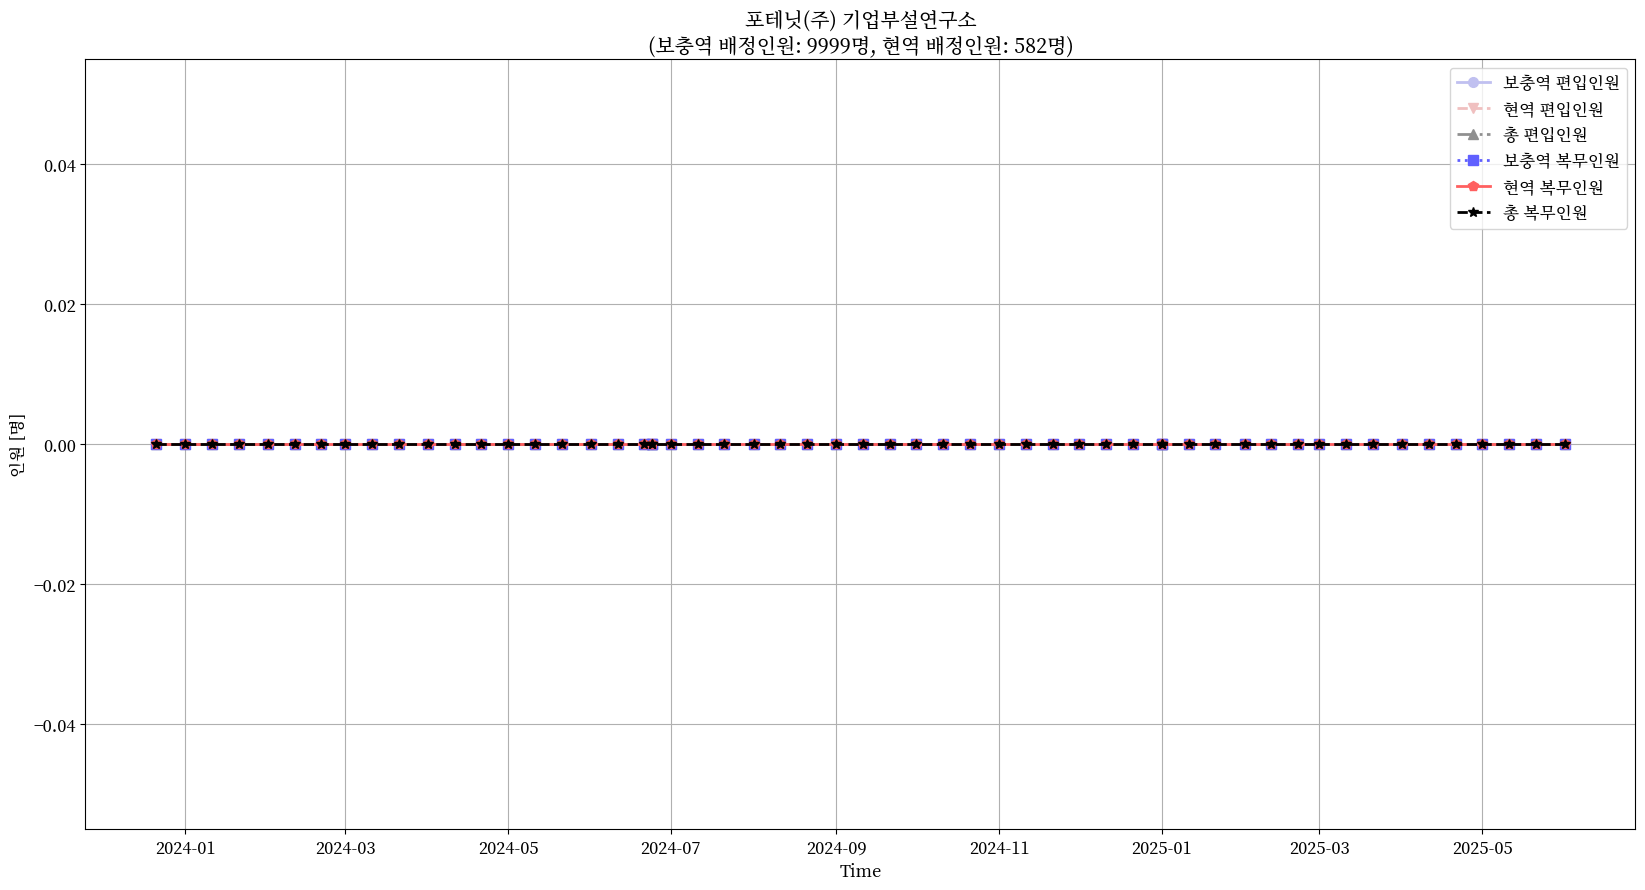 포테닛(주) 기업부설연구소
(보충역 배정인원: 9999명, 현역 배정인원: 582명)
보충역 편입인원
현역 편입인원
총 편입인원
보충역 복무인원
현역 복무인원
총 복무인원
0.04
0.02
0.00
−0.02
−0.04
인원 [명]
2024-01 2024-03 2024-05 2024-07 2024-09 2024-11 2025-01 2025-03 2025-05
Time